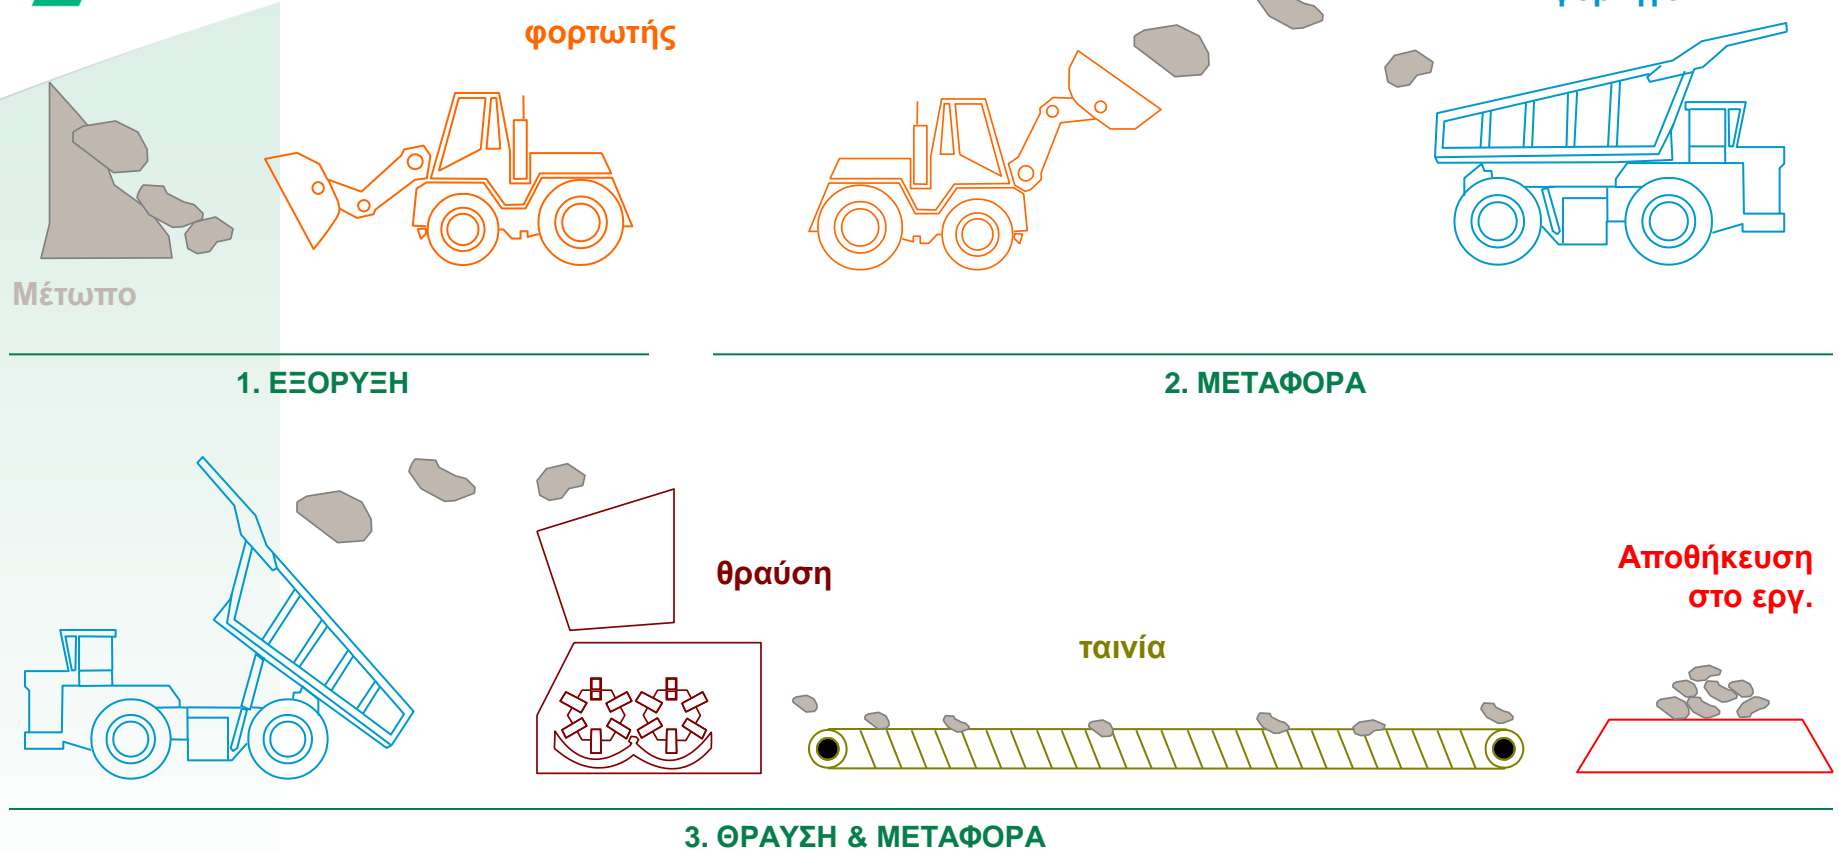 φορτωτής
Μέτωπο
1. ΕΞΟΡΥΞΗ
2. ΜΕΤΑΦΟΡΑ
θραύση
Αποθήκευση
στο εργ.
ταινία
3. ΘΡΑΥΣΗ & ΜΕΤΑΦΟΡΑ